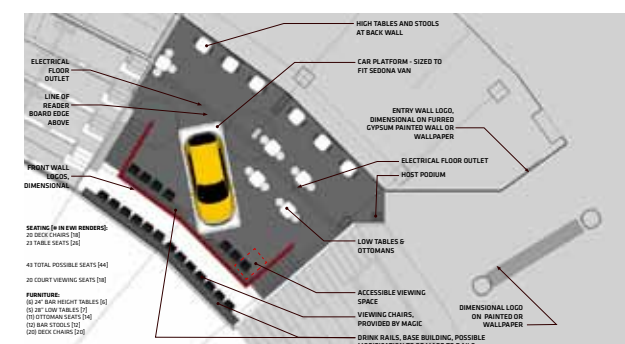 HIGH TABLES AND STOOLS
AT BACK WALL
ELECTRICAL
FLOOR
OUTLET
CAR PLATFORM - SIZED TO
FIT SEDONA VAN
LINE OF
READER
BOARD EDGE
ABOVE
ENTRY WALL LOGO,
DIMENSIONAL ON FURRED
GYPSUM PAINTED WALL OR
WALLPAPER
ELECTRICAL FLOOR OUTLET
HOST PODIUM
FRONT WALL
LOGOS,
DIMENSIONAL
SEATING [# IN EWI RENDERS]:
20 DECK CHAIRS [18]
23 TABLE SEATS [26]
43 TOTAL POSSIBLE SEATS [44]
20 COURT VIEWING SEATS [18]
FURNITURE:
(6) 24" BAR HEIGHT TABLES [6]
(5) 28" LOW TABLES [7]
(11) OTTOMAN SEATS [14]
(12) BAR STOOLS [12]
(20) DECK CHAIRS [20]
LOW TABLES &
OTTOMANS
ACCESSIBLE VIEWING
SPACE
VIEWING CHAIRS,
PROVIDED BY MAGIC
DIMENSIONAL LOGO
ON PAINTED OR
WALLPAPER
DRINK RAILS, BASE BUILDING, POSSIBLE